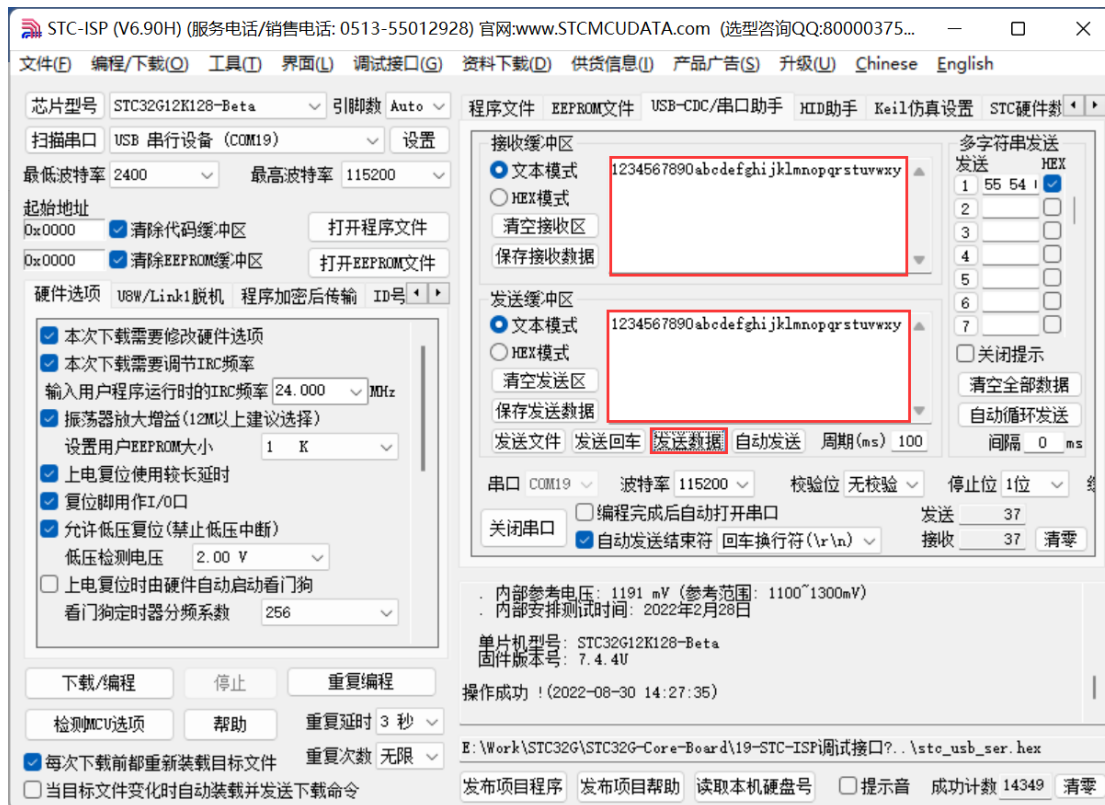 STC-ISP (V6.90H) (服务电话/销售电话: 0513-55012928) 官网:www.STCMCUDATA.com (选型咨询QQ:80000375...
文件(F) 编程/下载(O) 工具(T) 界面(L) 调试接口(G) 资料下载(D) 供货信息(I) 产品广告(S) 升级(U) Chinese English
芯片型号 STC32G12K128-Beta 引脚数 Auto
扫描串口 USB 串行设备 (COM19) 设置
最低波特率 2400 最高波特率 115200
起始地址
0x0000 清除代码缓冲区 打开程序文件
0x0000 清除EEPROM缓冲区 打开EEPROM文件
硬件选项 U8W/Link1脱机 程序加密后传输 ID号
本次下载需要修改硬件选项
本次下载需要调节IRC频率
输入用户程序运行时的IRC频率 24.000 MHz
振荡器放大增益(12M以上建议选择)
设置用户EEPROM大小 1 K
上电复位使用较长延时
复位脚用作I/O口
允许低压复位(禁止低压中断)
低压检测电压 2.00 V
上电复位时由硬件自动启动看门狗
看门狗定时器分频系数 256
下载/编程 停止 重复编程
检测MCU选项 帮助 重复延时 3 秒
每次下载前都重新装载目标文件 重复次数 无限
当目标文件变化时自动装载并发送下载命令
程序文件 EEPROM文件 USB-CDC/串口助手 HID助手 Keil仿真设置 STC硬件数
接收缓冲区
文本模式 1234567890abcdefghijklmnopqrstuvwxy
HEX模式
清空接收区
保存接收数据
发送缓冲区
文本模式 1234567890abcdefghijklmnopqrstuvwxy
HEX模式
清空发送区
保存发送数据
发送文件 发送回车 发送数据 自动发送 周期(ms) 100
多字符串发送
发送 HEX
1 55 54
2
3
4
5
6
7
关闭提示
清空全部数据
自动循环发送
间隔 0 ms
串口 COM19 波特率 115200 校验位 无校验 停止位 1位
关闭串口 编程完成后自动打开串口 发送 37
自动发送结束符 回车换行符(\r\n) 接收 37 清零
. 内部参考电压: 1191 mV (参考范围: 1100~1300mV)
. 内部安排测试时间: 2022年2月28日
单片机型号: STC32G12K128-Beta
固件版本号: 7.4.4U
操作成功 !(2022-08-30 14:27:35)
E:\Work\STC32G\STC32G-Core-Board\19-STC-ISP调试接口?..\stc_usb_ser.hex
发布项目程序 发布项目帮助 读取本机硬盘号 提示音 成功计数 14349 清零